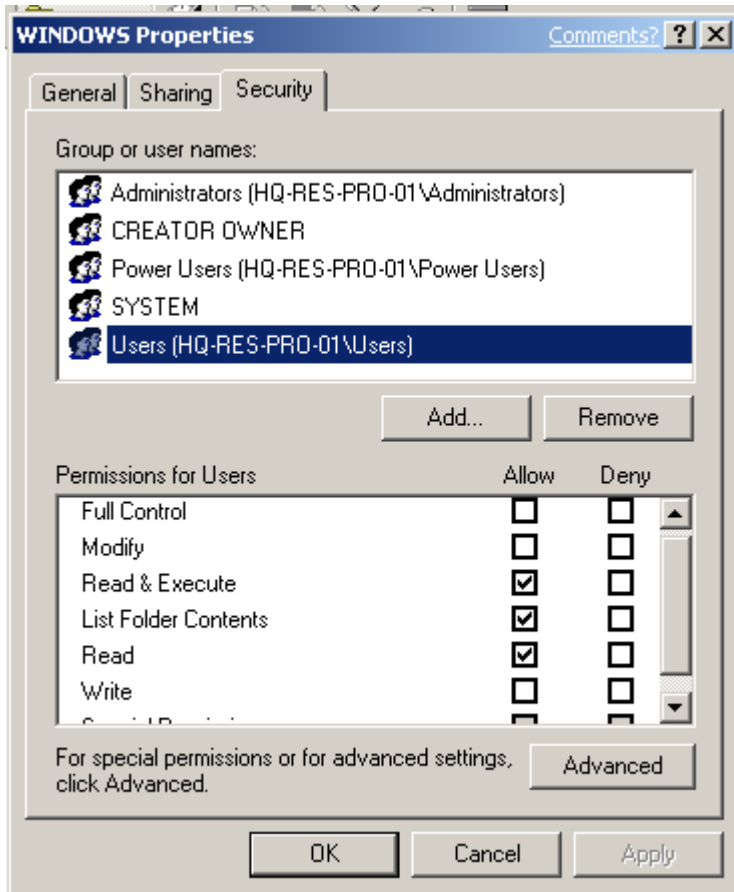 WINDOWS Properties Comments? ? X
General Sharing Security
Group or user names:
Administrators (HQ-RES-PRO-01\Administrators)
CREATOR OWNER
Power Users (HQ-RES-PRO-01\Power Users)
SYSTEM
Users (HQ-RES-PRO-01\Users)
Add... Remove
Permissions for Users Allow Deny
Full Control
Modify
Read & Execute
List Folder Contents
Read
Write
For special permissions or for advanced settings,
click Advanced.
Advanced
OK Cancel Apply